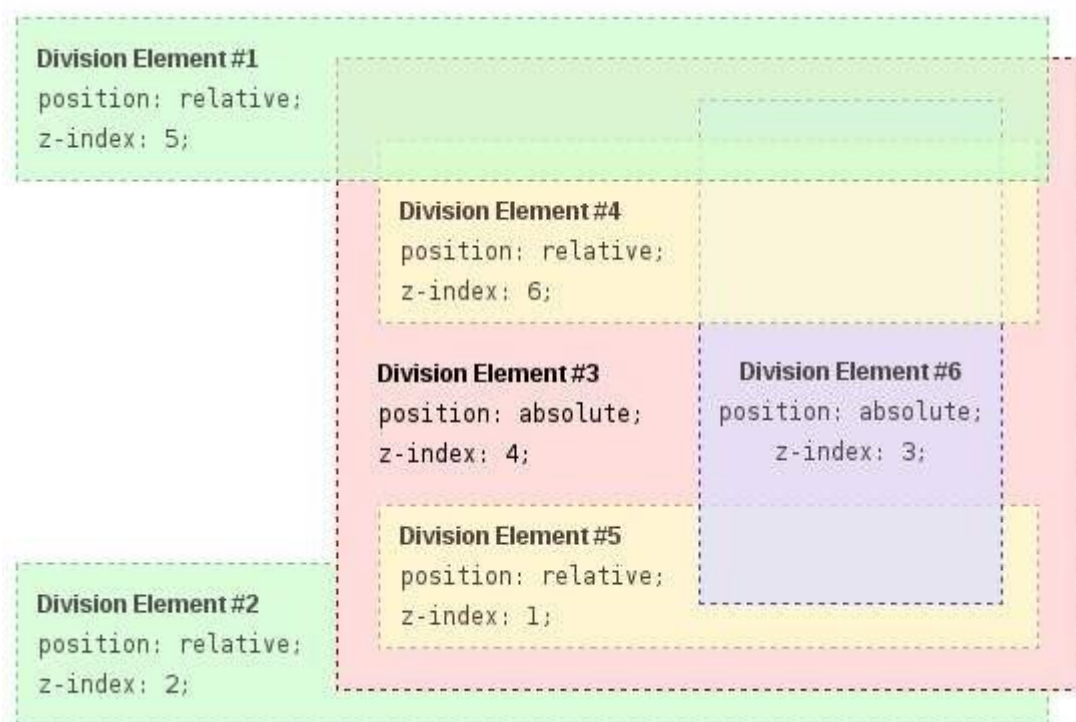 Division Element #1
position: relative;
z-index: 5;
Division Element #4
position: relative;
z-index: 6;
Division Element #3
position: absolute;
z-index: 4;
Division Element #6
position: absolute;
z-index: 3;
Division Element #5
position: relative;
z-index: 1;
Division Element #2
position: relative;
z-index: 2;